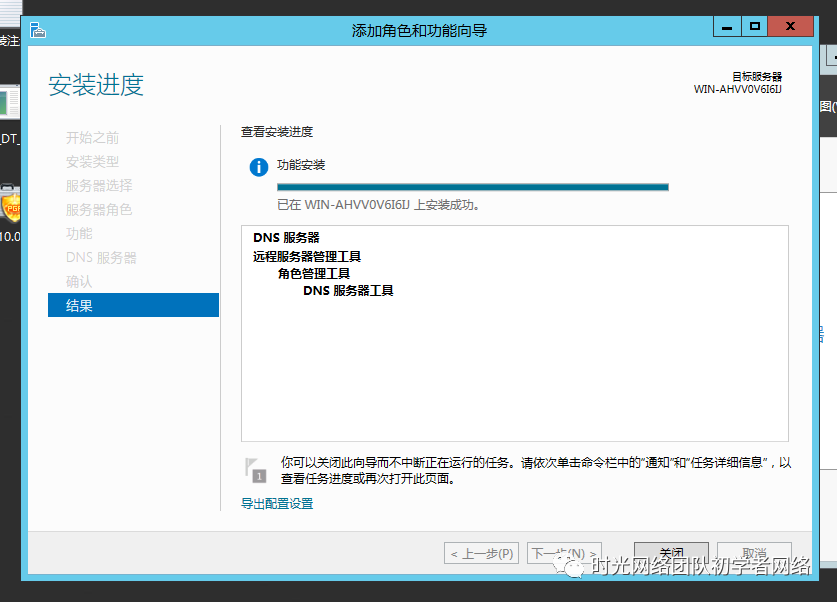 添加角色和功能向导
安装进度
目标服务器
WIN-AHVV0V6I6IJ
开始之前
安装类型
服务器选择
服务器角色
功能
DNS 服务器
确认
结果
查看安装进度
功能安装
已在 WIN-AHVV0V6I6IJ 上安装成功。
DNS 服务器
远程服务器管理工具
角色管理工具
DNS 服务器工具
1
你可以关闭此向导而不中断正在运行的任务。请依次单击命令栏中的“通知”和“任务详细信息”，以
查看任务进度或再次打开此页面。
导出配置设置
< 上一步(P) 下一步(N) > 关闭 取消
时光网络团队初学者网络
装注
_DT_
10.0
图(
器